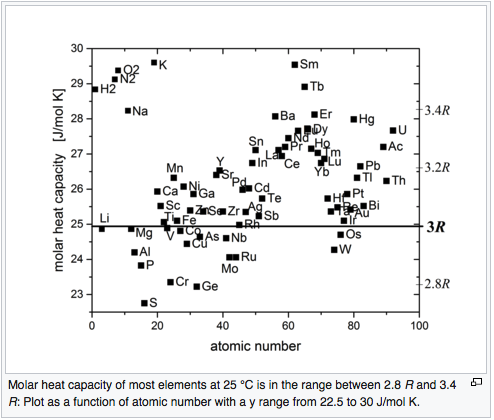 30
29
28
27
26
25
24
23
molar heat capacity [J/mol K]
0
20
40
60
80
100
atomic number
3.4R
3.2R
3R
2.8R
K
Sm
O2
N2
H2
Tb
Na
Ba
Er
Hg
Dy
U
Nd
Tm
Sn
Pr
Ho
Ac
La
Ce
Lu
In
Yb
Pb
Y
Mn
Sr
Tl
Th
Ni
Pd
Cd
Ca
Ga
Pt
Te
Sc
Zn
Se
Zr
Ag
Bi
Ta
Au
Sb
Ti
Fe
Ir
Li
Rh
Mg
V
Co
As
Nb
Os
Cu
W
Al
Ru
P
Mo
Cr
Ge
S
Molar heat capacity of most elements at 25 °C is in the range between 2.8 R and 3.4
R: Plot as a function of atomic number with a y range from 22.5 to 30 J/mol K.